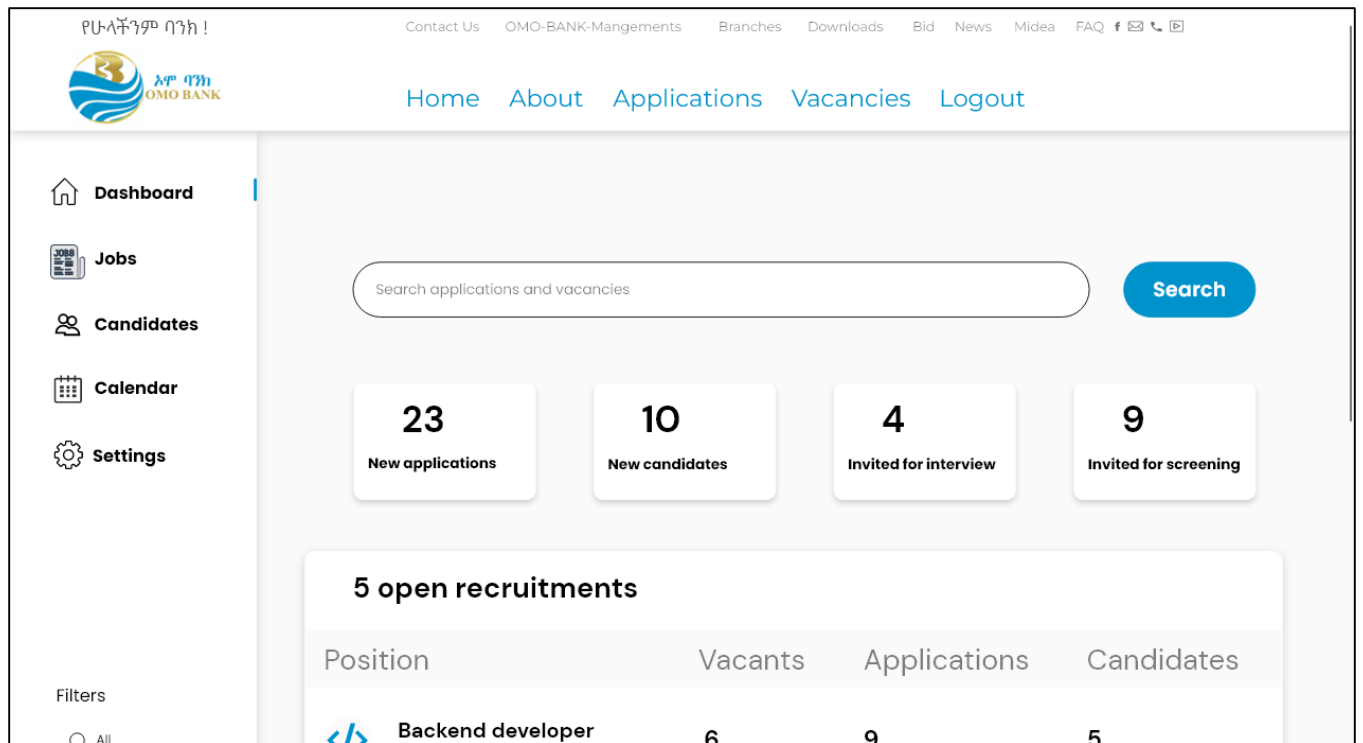 የሁላችንም ባንክ !
Contact Us OMO-BANK-Mangements Branches Downloads Bid News Midea FAQ
ኦሞ ባንክ
OMO BANK
Home About Applications Vacancies Logout
Dashboard
JOBS
Jobs
Candidates
Calendar
Settings
Search applications and vacancies
Search
23
New applications
10
New candidates
4
Invited for interview
9
Invited for screening
5 open recruitments
Position Vacants Applications Candidates
Filters
All
Backend developer
6 9 5